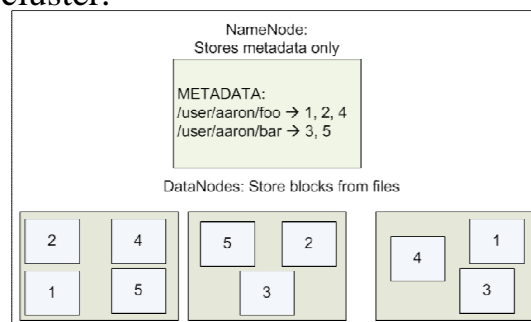 cluster.
NameNode:
Stores metadata only
METADATA:
/user/aaron/foo → 1, 2, 4
/user/aaron/bar → 3, 5
DataNodes: Store blocks from files
2 4
1 5
5 2
3
1
4
3